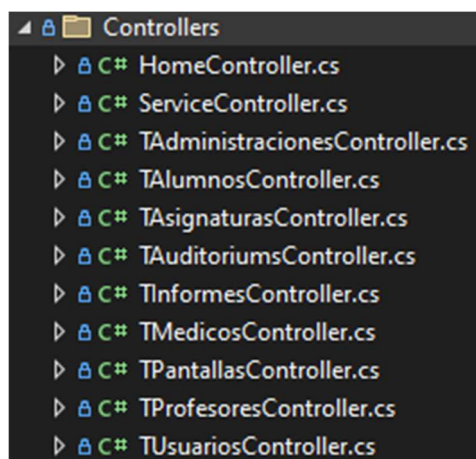 Controllers
C# HomeController.cs
C# ServiceController.cs
C# TAdministracionesController.cs
C# TAlumnosController.cs
C# TAsignaturasController.cs
C# TAuditoriumsController.cs
C# TInformesController.cs
C# TMedicosController.cs
C# TPantallasController.cs
C# TProfesoresController.cs
C# TUsuariosController.cs